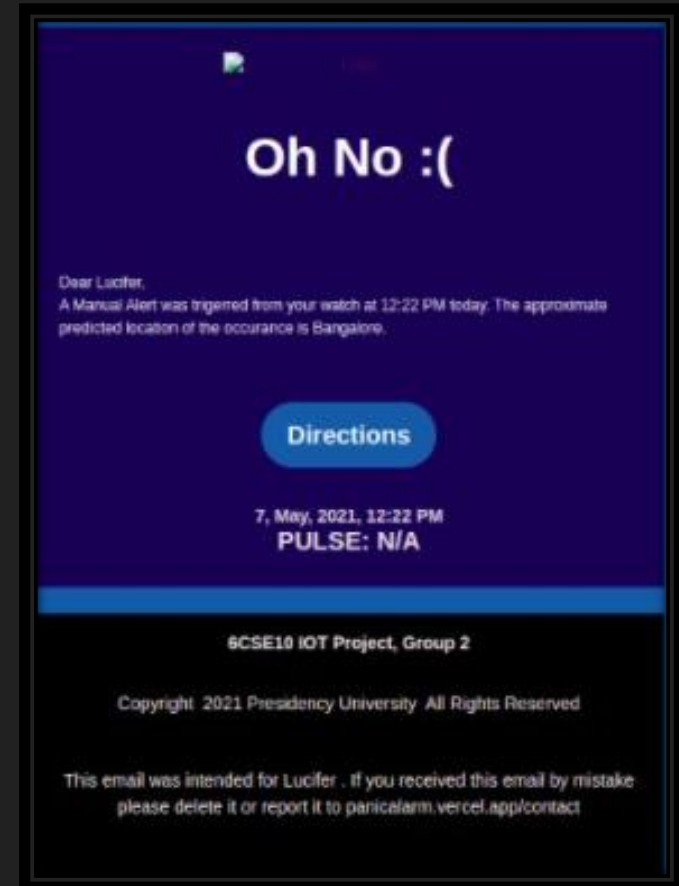 Oh No :(
Dear Lucifer,
A Manual Alert was trigerred from your watch at 12:22 PM today. The approximate
predicted location of the occurance is Bangalore.
Directions
7, May, 2021, 12:22 PM
PULSE: N/A
6CSE10 IOT Project, Group 2
Copyright 2021 Presidency University All Rights Reserved
This email was intended for Lucifer . If you received this email by mistake
please delete it or report it to panicalarm.vercel.app/contact